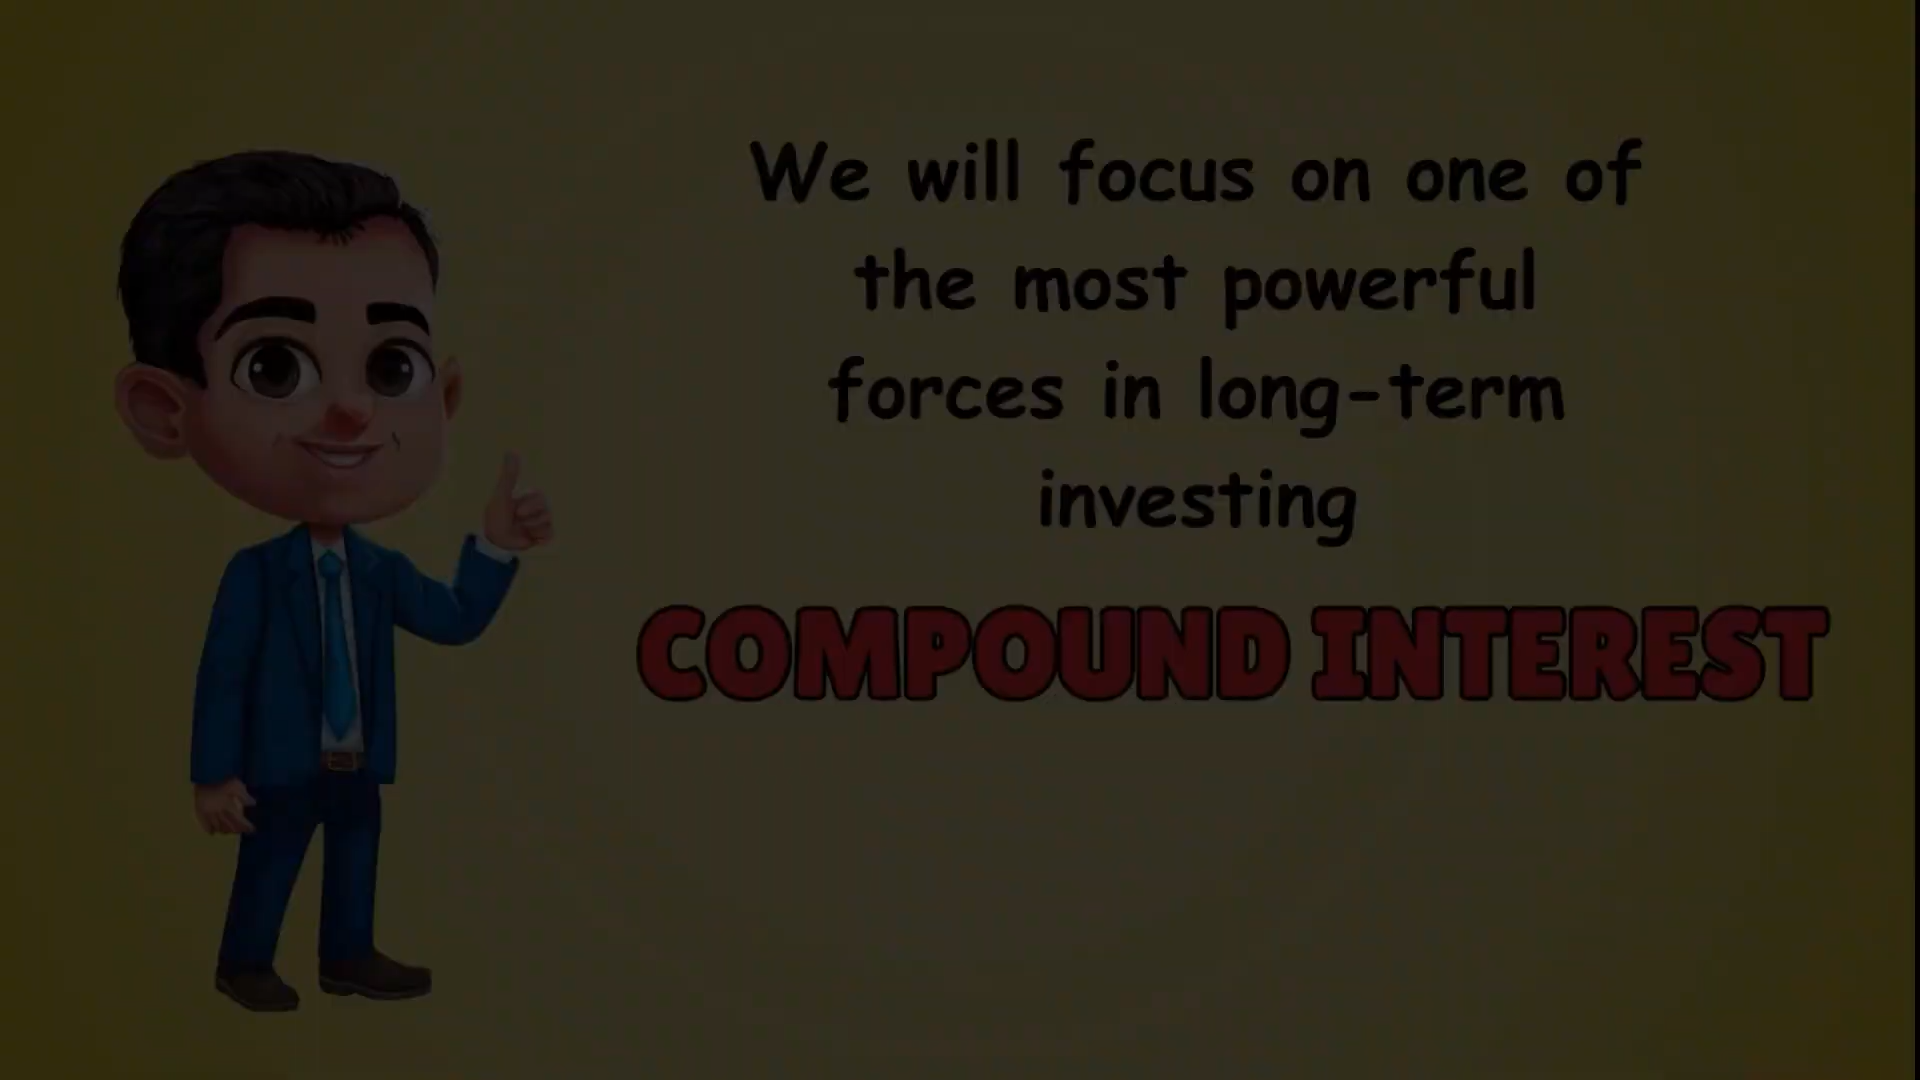 We will focus on one of
the most powerful
forces in long-term
investing
COMPOUND INTEREST